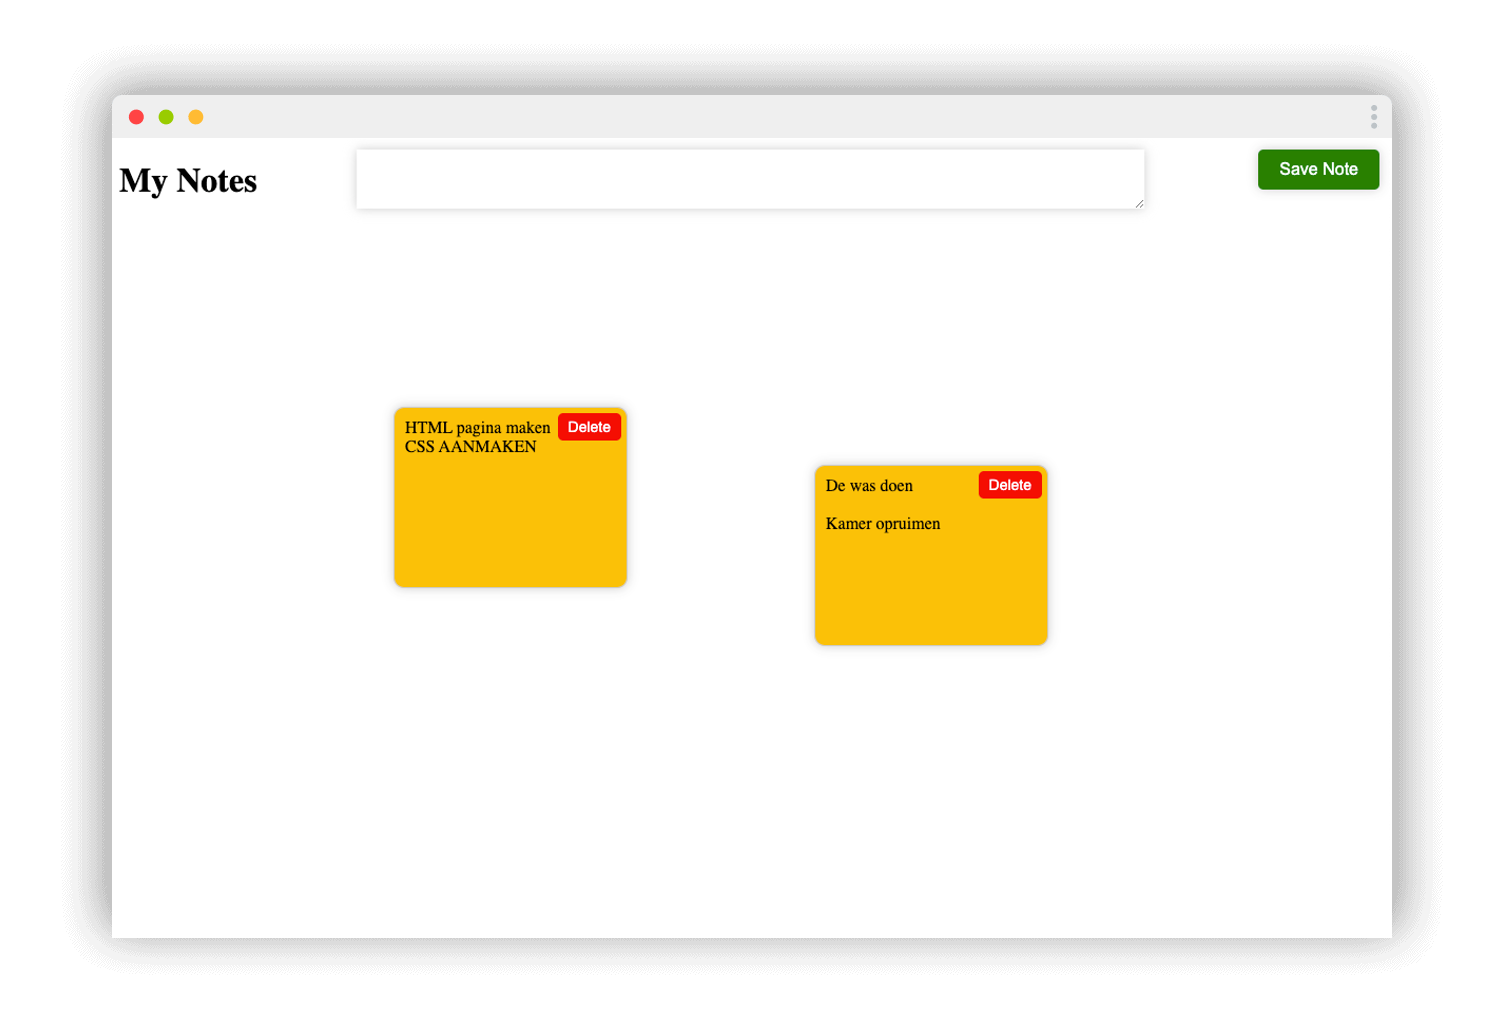 My Notes
Save Note
HTML pagina maken
Delete
CSS AANMAKEN
De was doen
Delete
Kamer opruimen